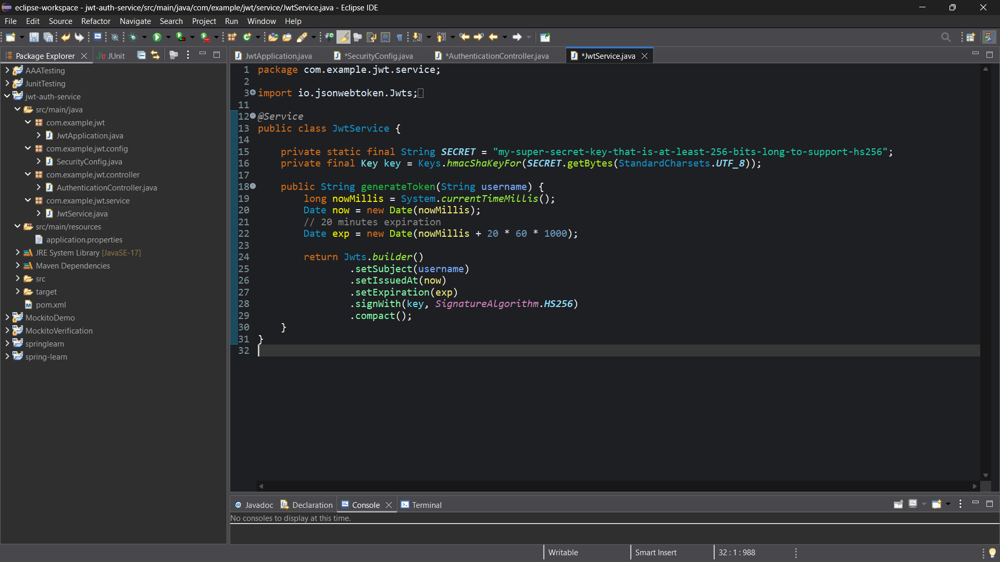 eclipse-workspace - jwt-auth-service/src/main/java/com/example/jwt/service/JwtService.java - Eclipse IDE
File Edit Source Refactor Navigate Search Project Run Window Help
Package Explorer
JUnit
AAATesting
JunitTesting
jwt-auth-service
src/main/java
com.example.jwt
JwtApplication.java
com.example.jwt.config
SecurityConfig.java
com.example.jwt.controller
AuthenticationController.java
com.example.jwt.service
JwtService.java
src/main/resources
application.properties
JRE System Library [JavaSE-17]
Maven Dependencies
src
target
pom.xml
MockitoDemo
MockitoVerification
springlearn
spring-learn
JwtApplication.java *SecurityConfig.java *AuthenticationController.java *JwtService.java
1 package com.example.jwt.service;
2
3 import io.jsonwebtoken.Jwts;
11
12 @Service
13 public class JwtService {
14
15     private static final String SECRET = "my-super-secret-key-that-is-at-least-256-bits-long-to-support-hs256";
16     private final Key key = Keys.hmacShaKeyFor(SECRET.getBytes(StandardCharsets.UTF_8));
17
18     public String generateToken(String username) {
19         long nowMillis = System.currentTimeMillis();
20         Date now = new Date(nowMillis);
21         // 20 minutes expiration
22         Date exp = new Date(nowMillis + 20 * 60 * 1000);
23
24         return Jwts.builder()
25                 .setSubject(username)
26                 .setIssuedAt(now)
27                 .setExpiration(exp)
28                 .signWith(key, SignatureAlgorithm.HS256)
29                 .compact();
30     }
31 }
32
@ Javadoc Declaration Console Terminal
No consoles to display at this time.
Writable Smart Insert 32 : 1 : 988